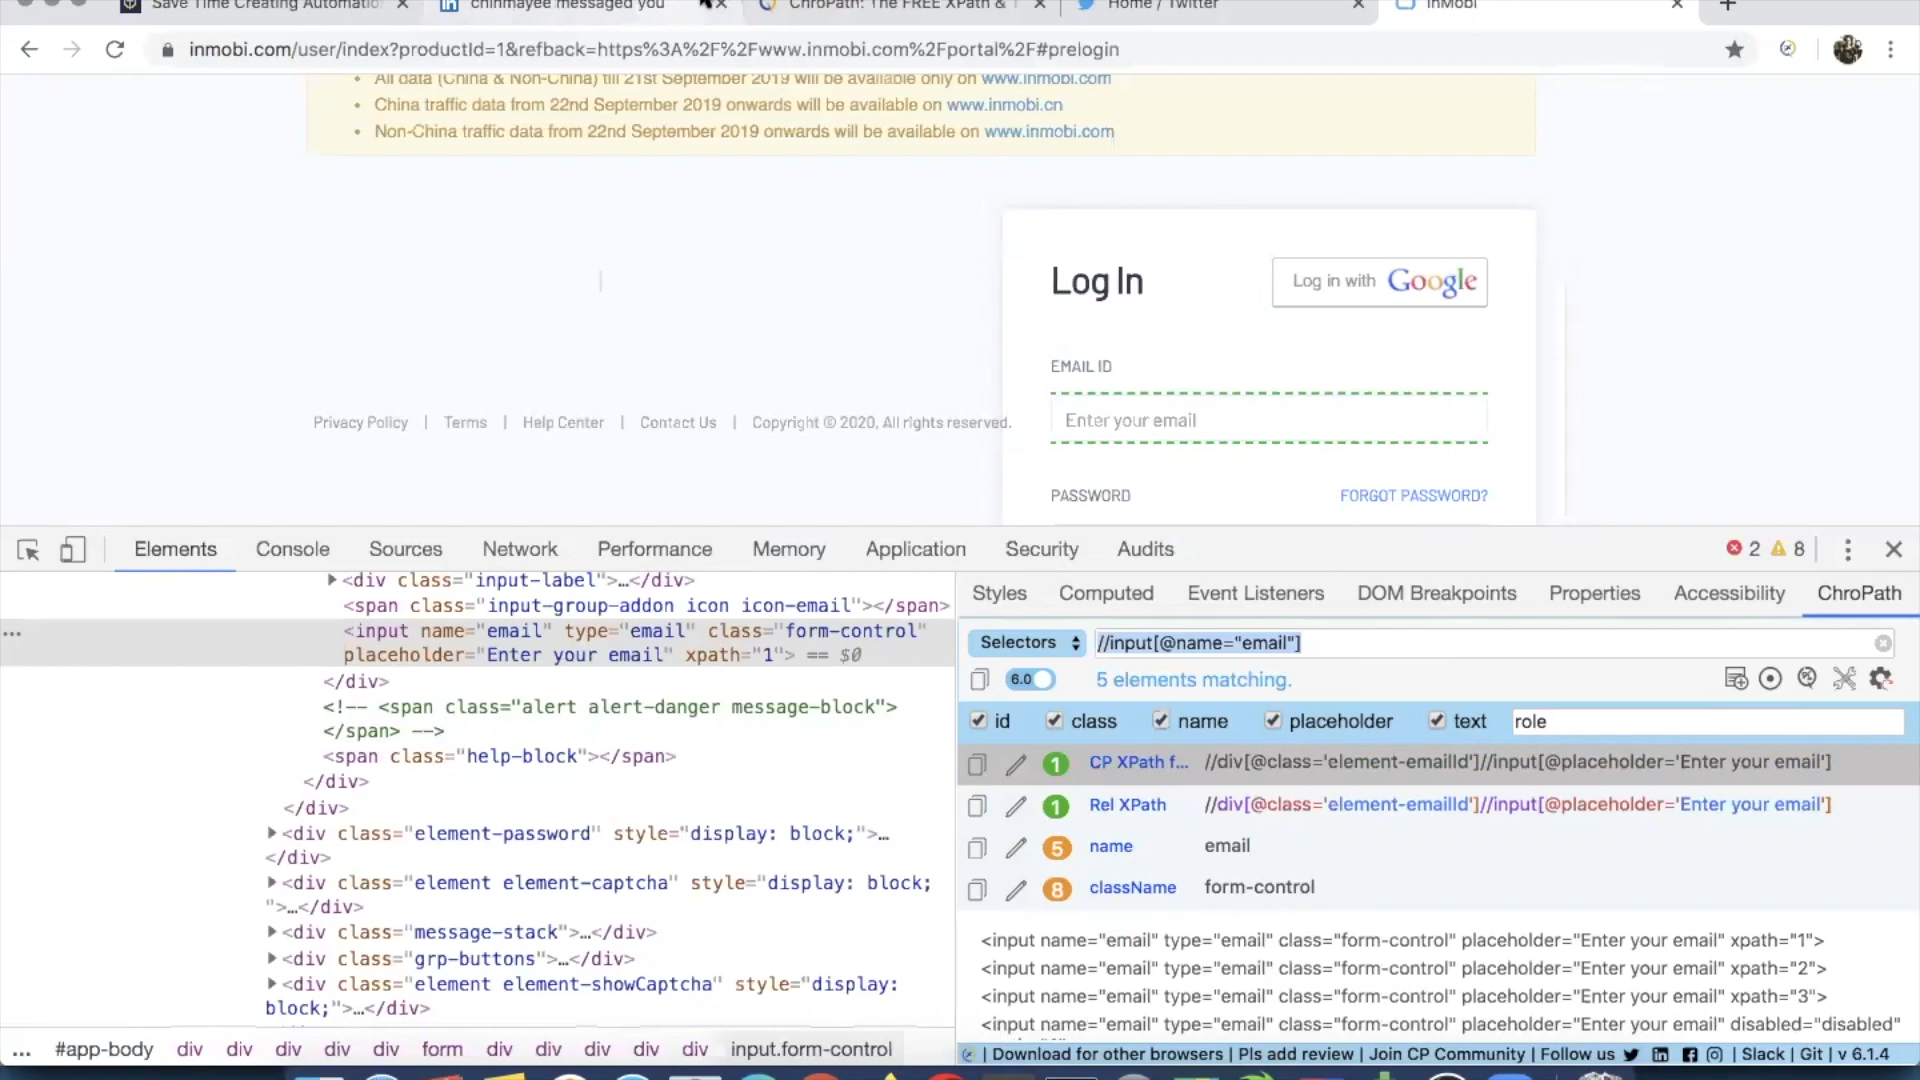 Save Time Creating Automatio
chinmayee messaged you
ChroPath: The FREE XPath &
Home / Twitter
InMobi
inmobi.com/user/index?productId=1&refback=https%3A%2F%2Fwww.inmobi.com%2Fportal%2F#prelogin
• All data (China & Non-China) till 21st September 2019 will be available only on www.inmobi.com
• China traffic data from 22nd September 2019 onwards will be available on www.inmobi.cn
• Non-China traffic data from 22nd September 2019 onwards will be available on www.inmobi.com
Log In
Log in with Google
EMAIL ID
Enter your email
Privacy Policy | Terms | Help Center | Contact Us | Copyright © 2020, All rights reserved.
PASSWORD
FORGOT PASSWORD?
Elements Console Sources Network Performance Memory Application Security Audits 2 8
<div class="input-label">…</div>
<span class="input-group-addon icon icon-email"></span>
<input name="email" type="email" class="form-control"
placeholder="Enter your email" xpath="1"> == $0
</div>
<!-- <span class="alert alert-danger message-block">
</span> -->
<span class="help-block"></span>
</div>
</div>
<div class="element-password" style="display: block;">…
</div>
<div class="element element-captcha" style="display: block;
">…</div>
<div class="message-stack">…</div>
<div class="grp-buttons">…</div>
<div class="element element-showCaptcha" style="display:
block;">…</div>
... #app-body div div div div div form div div div div div input.form-control
Styles Computed Event Listeners DOM Breakpoints Properties Accessibility ChroPath
Selectors //input[@name="email"]
6.0 5 elements matching.
id class name placeholder text role
1 CP XPath f... //div[@class='element-emailId']//input[@placeholder='Enter your email']
1 Rel XPath //div[@class='element-emailId']//input[@placeholder='Enter your email']
5 name email
8 className form-control
<input name="email" type="email" class="form-control" placeholder="Enter your email" xpath="1">
<input name="email" type="email" class="form-control" placeholder="Enter your email" xpath="2">
<input name="email" type="email" class="form-control" placeholder="Enter your email" xpath="3">
<input name="email" type="email" class="form-control" placeholder="Enter your email" disabled="disabled"
| Download for other browsers | Pls add review | Join CP Community | Follow us | Slack | Git | v 6.1.4